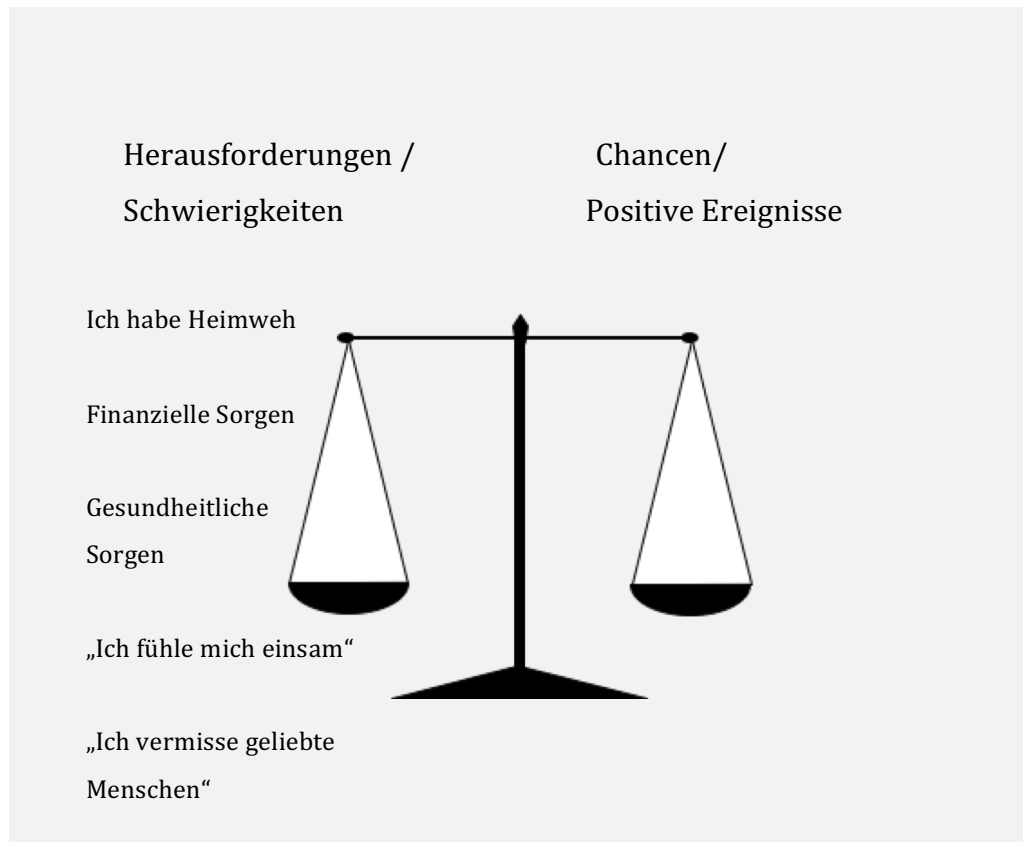 Herausforderungen /
Schwierigkeiten
Chancen/
Positive Ereignisse
Ich habe Heimweh
Finanzielle Sorgen
Gesundheitliche
Sorgen
„Ich fühle mich einsam“
„Ich vermisse geliebte
Menschen“